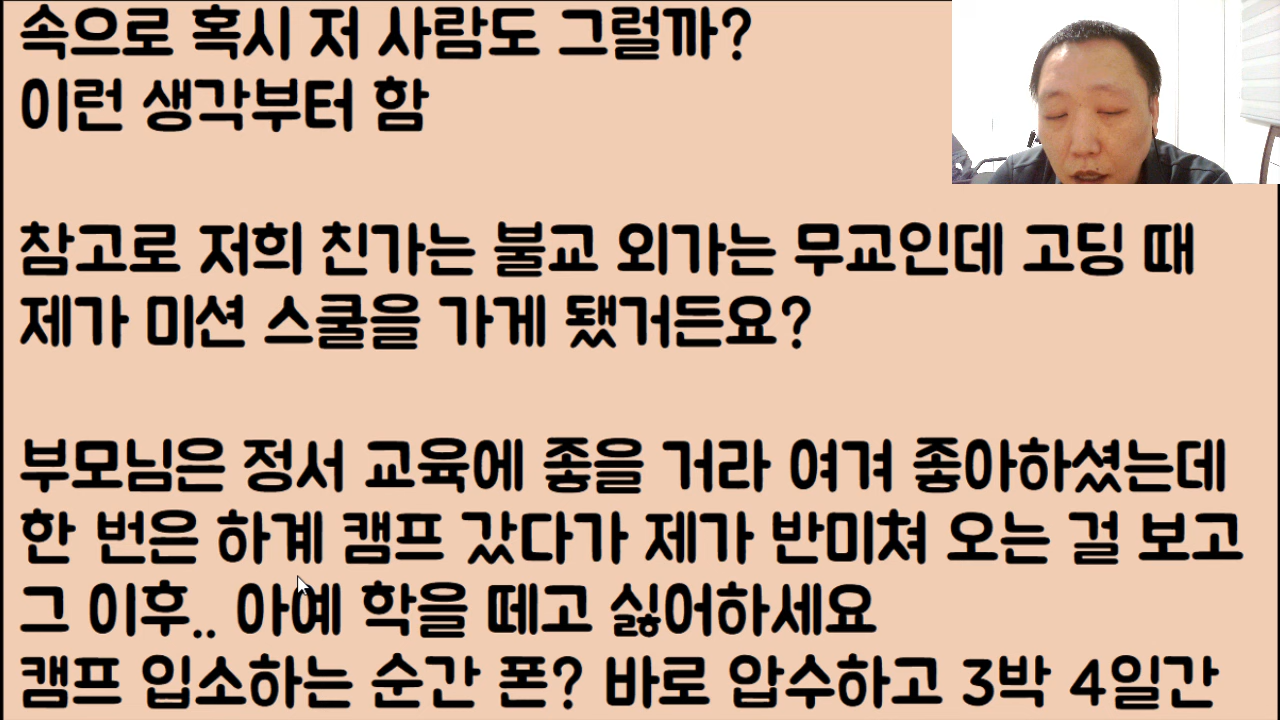 속으로 혹시 저 사람도 그럴까?
이런 생각부터 함
참고로 저희 친가는 불교 외가는 무교인데 고딩 때
제가 미션 스쿨을 가게 됐거든요?
부모님은 정서 교육에 좋을 거라 여겨 좋아하셨는데
한 번은 하계 캠프 갔다가 제가 반미쳐 오는 걸 보고
그 이후.. 아예 학을 떼고 싫어하세요
캠프 입소하는 순간 폰? 바로 압수하고 3박 4일간